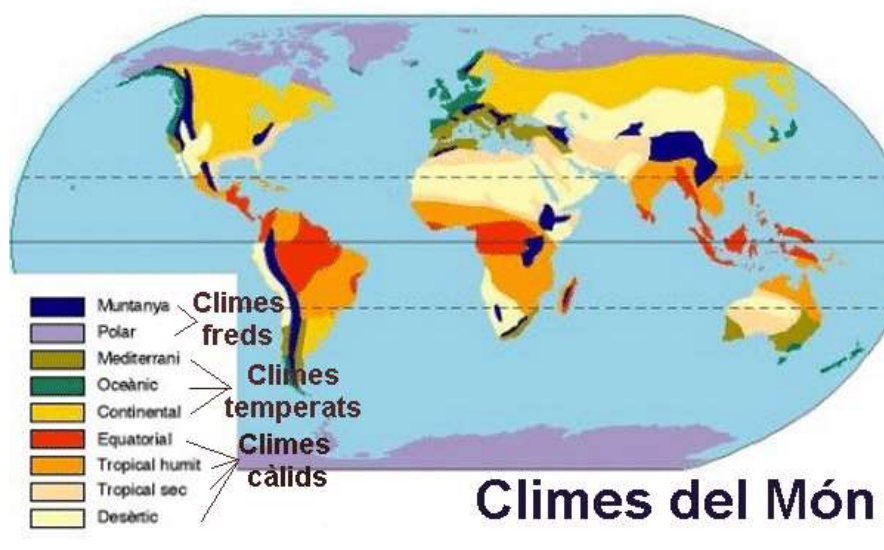 Muntanya
Polar
Climes
freds
Mediterrani
Oceànic
Continental
Climes
temperats
Equatorial
Tropical humit
Tropical sec
Desèrtic
Climes
càlids
Climes del Món